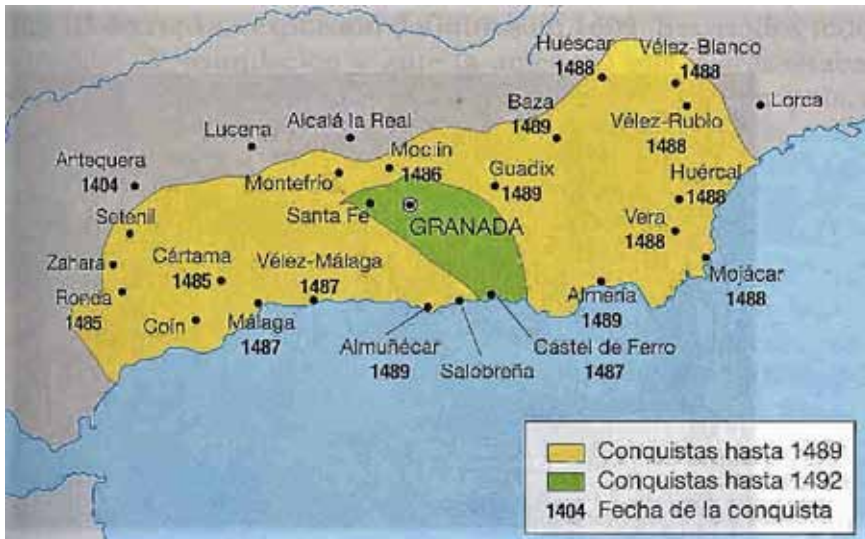 Huescar
1488
Vélez-Blanco
1488
Baza
1489
Lorca
Vélez-Rubio
1488
Alcalá la Real
Lucena
Moclín
1486
Antequera
1404
Montefrío
Guadix
1489
Huércal
1488
Santa Fe
GRANADA
Setenil
Vera
1488
Zahara
Cártama
1485
Vélez-Málaga
1487
Ronda
1485
Coín
Málaga
1487
Almería
1489
Mojácar
1488
Almuñécar
1489
Salobreña
Castel de Ferro
1487
Conquistas hasta 1489
Conquistas hasta 1492
1404 Fecha de la conquista